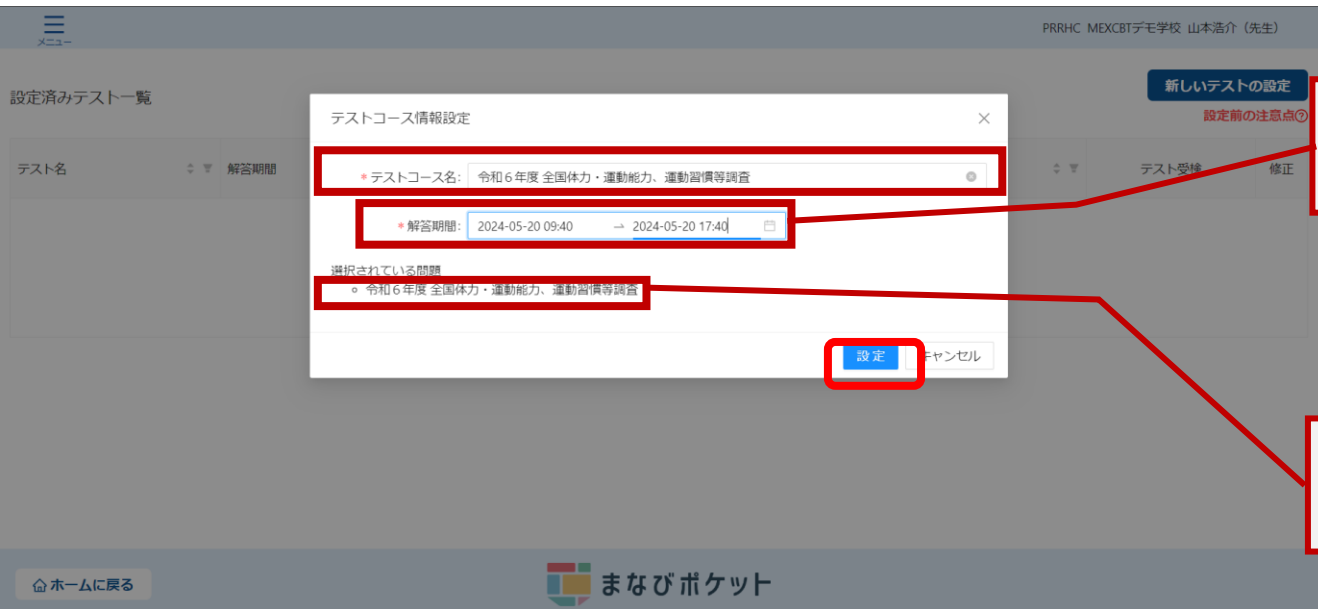 メニュー
PRRHC MEXCBTデモ学校 山本浩介（先生）
設定済みテスト一覧
新しいテストの設定
設定前の注意点?
テスト名
解答期間
テスト受検
修正
テストコース情報設定
* テストコース名: 令和６年度 全国体力・運動能力、運動習慣等調査
* 解答期間: 2024-05-20 09:40 → 2024-05-20 17:40
選択されている問題
令和６年度 全国体力・運動能力、運動習慣等調査
設定
キャンセル
ホームに戻る
まなびポケット